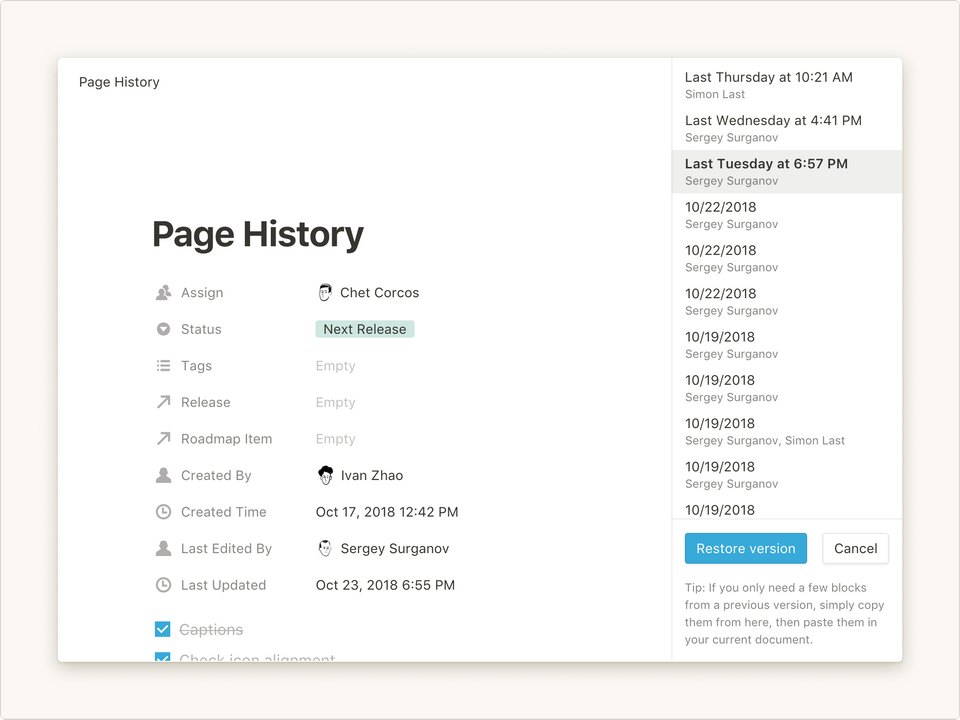 Page History
Page History
Assign Chet Corcos
Status Next Release
Tags Empty
Release Empty
Roadmap Item Empty
Created By Ivan Zhao
Created Time Oct 17, 2018 12:42 PM
Last Edited By Sergey Surganov
Last Updated Oct 23, 2018 6:55 PM
Captions
Check icon alignment
Last Thursday at 10:21 AM
Simon Last
Last Wednesday at 4:41 PM
Sergey Surganov
Last Tuesday at 6:57 PM
Sergey Surganov
10/22/2018
Sergey Surganov
10/22/2018
Sergey Surganov
10/22/2018
Sergey Surganov
10/19/2018
Sergey Surganov
10/19/2018
Sergey Surganov
10/19/2018
Sergey Surganov, Simon Last
10/19/2018
Sergey Surganov
10/19/2018
Restore version Cancel
Tip: If you only need a few blocks
from a previous version, simply copy
them from here, then paste them in
your current document.